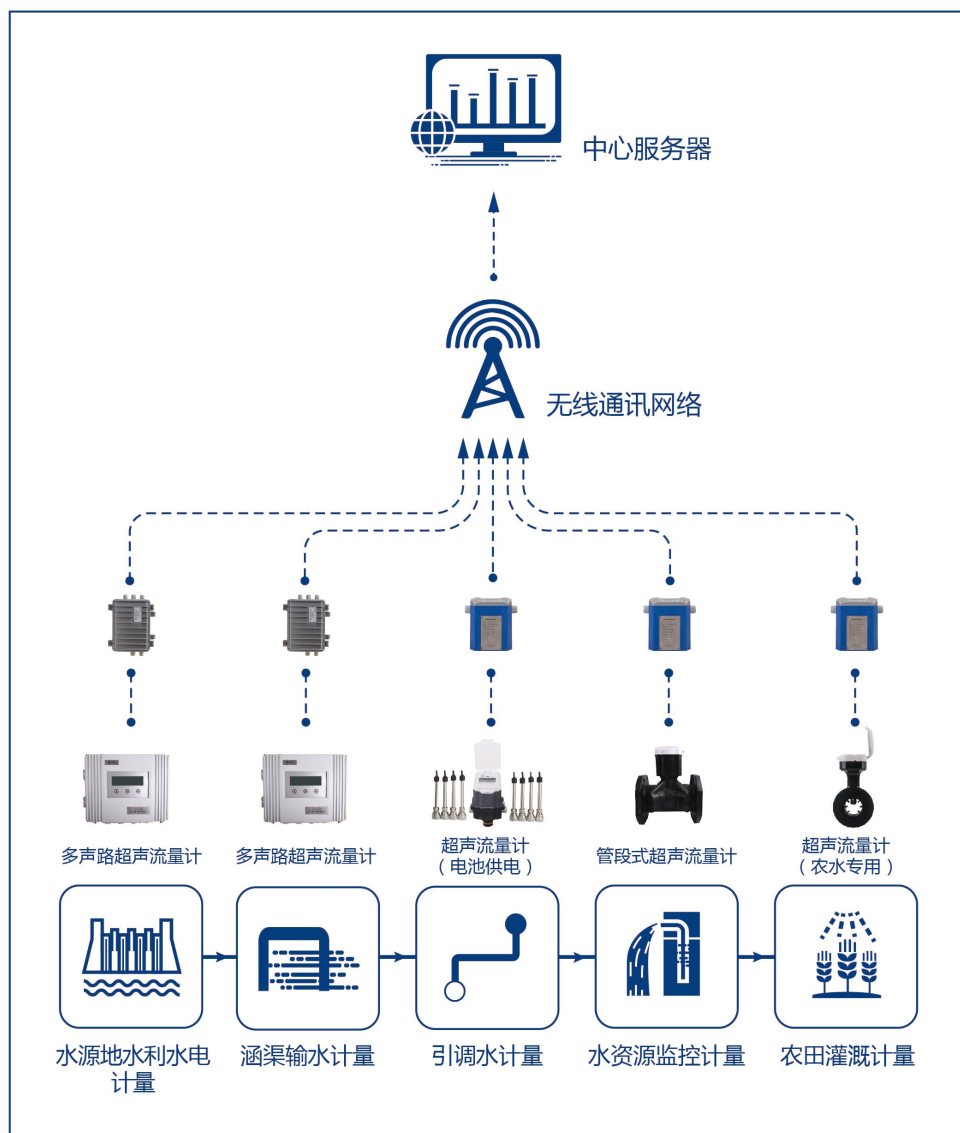 中心服务器
无线通讯网络
多声路超声流量计
多声路超声流量计
超声流量计
（电池供电）
管段式超声流量计
超声流量计
（农水专用）
水源地水利水电
计量
涵渠输水计量
引调水计量
水资源监控计量
农田灌溉计量